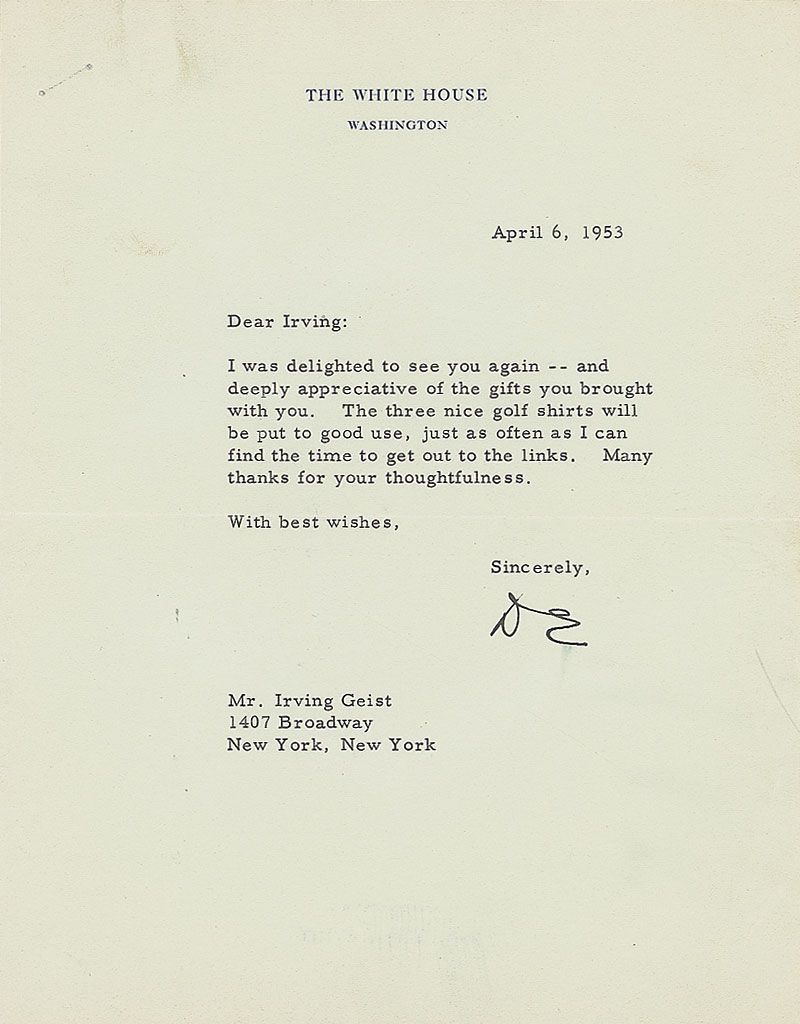 THE WHITE HOUSE
WASHINGTON
April 6, 1953
Dear Irving:
I was delighted to see you again -- and
deeply appreciative of the gifts you brought
with you.   The three nice golf shirts will
be put to good use, just as often as I can
find the time to get out to the links.   Many
thanks for your thoughtfulness.
With best wishes,
Sincerely,
DE
Mr. Irving Geist
1407 Broadway
New York, New York